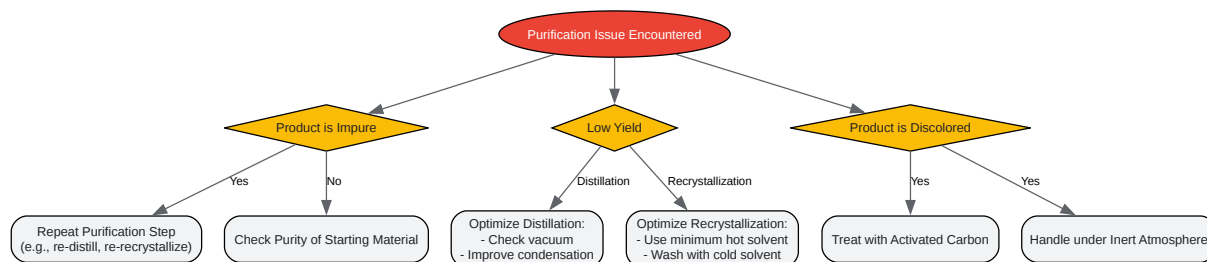 Purification Issue Encountered
Product is Impure
Low Yield
Product is Discolored
Yes
No
Distillation
Recrystallization
Yes
Yes
Repeat Purification Step
(e.g., re-distill, re-recrystallize)
Check Purity of Starting Material
Optimize Distillation:
- Check vacuum
- Improve condensation
Optimize Recrystallization:
- Use minimum hot solvent
- Wash with cold solvent
Treat with Activated Carbon
Handle under Inert Atmosphere